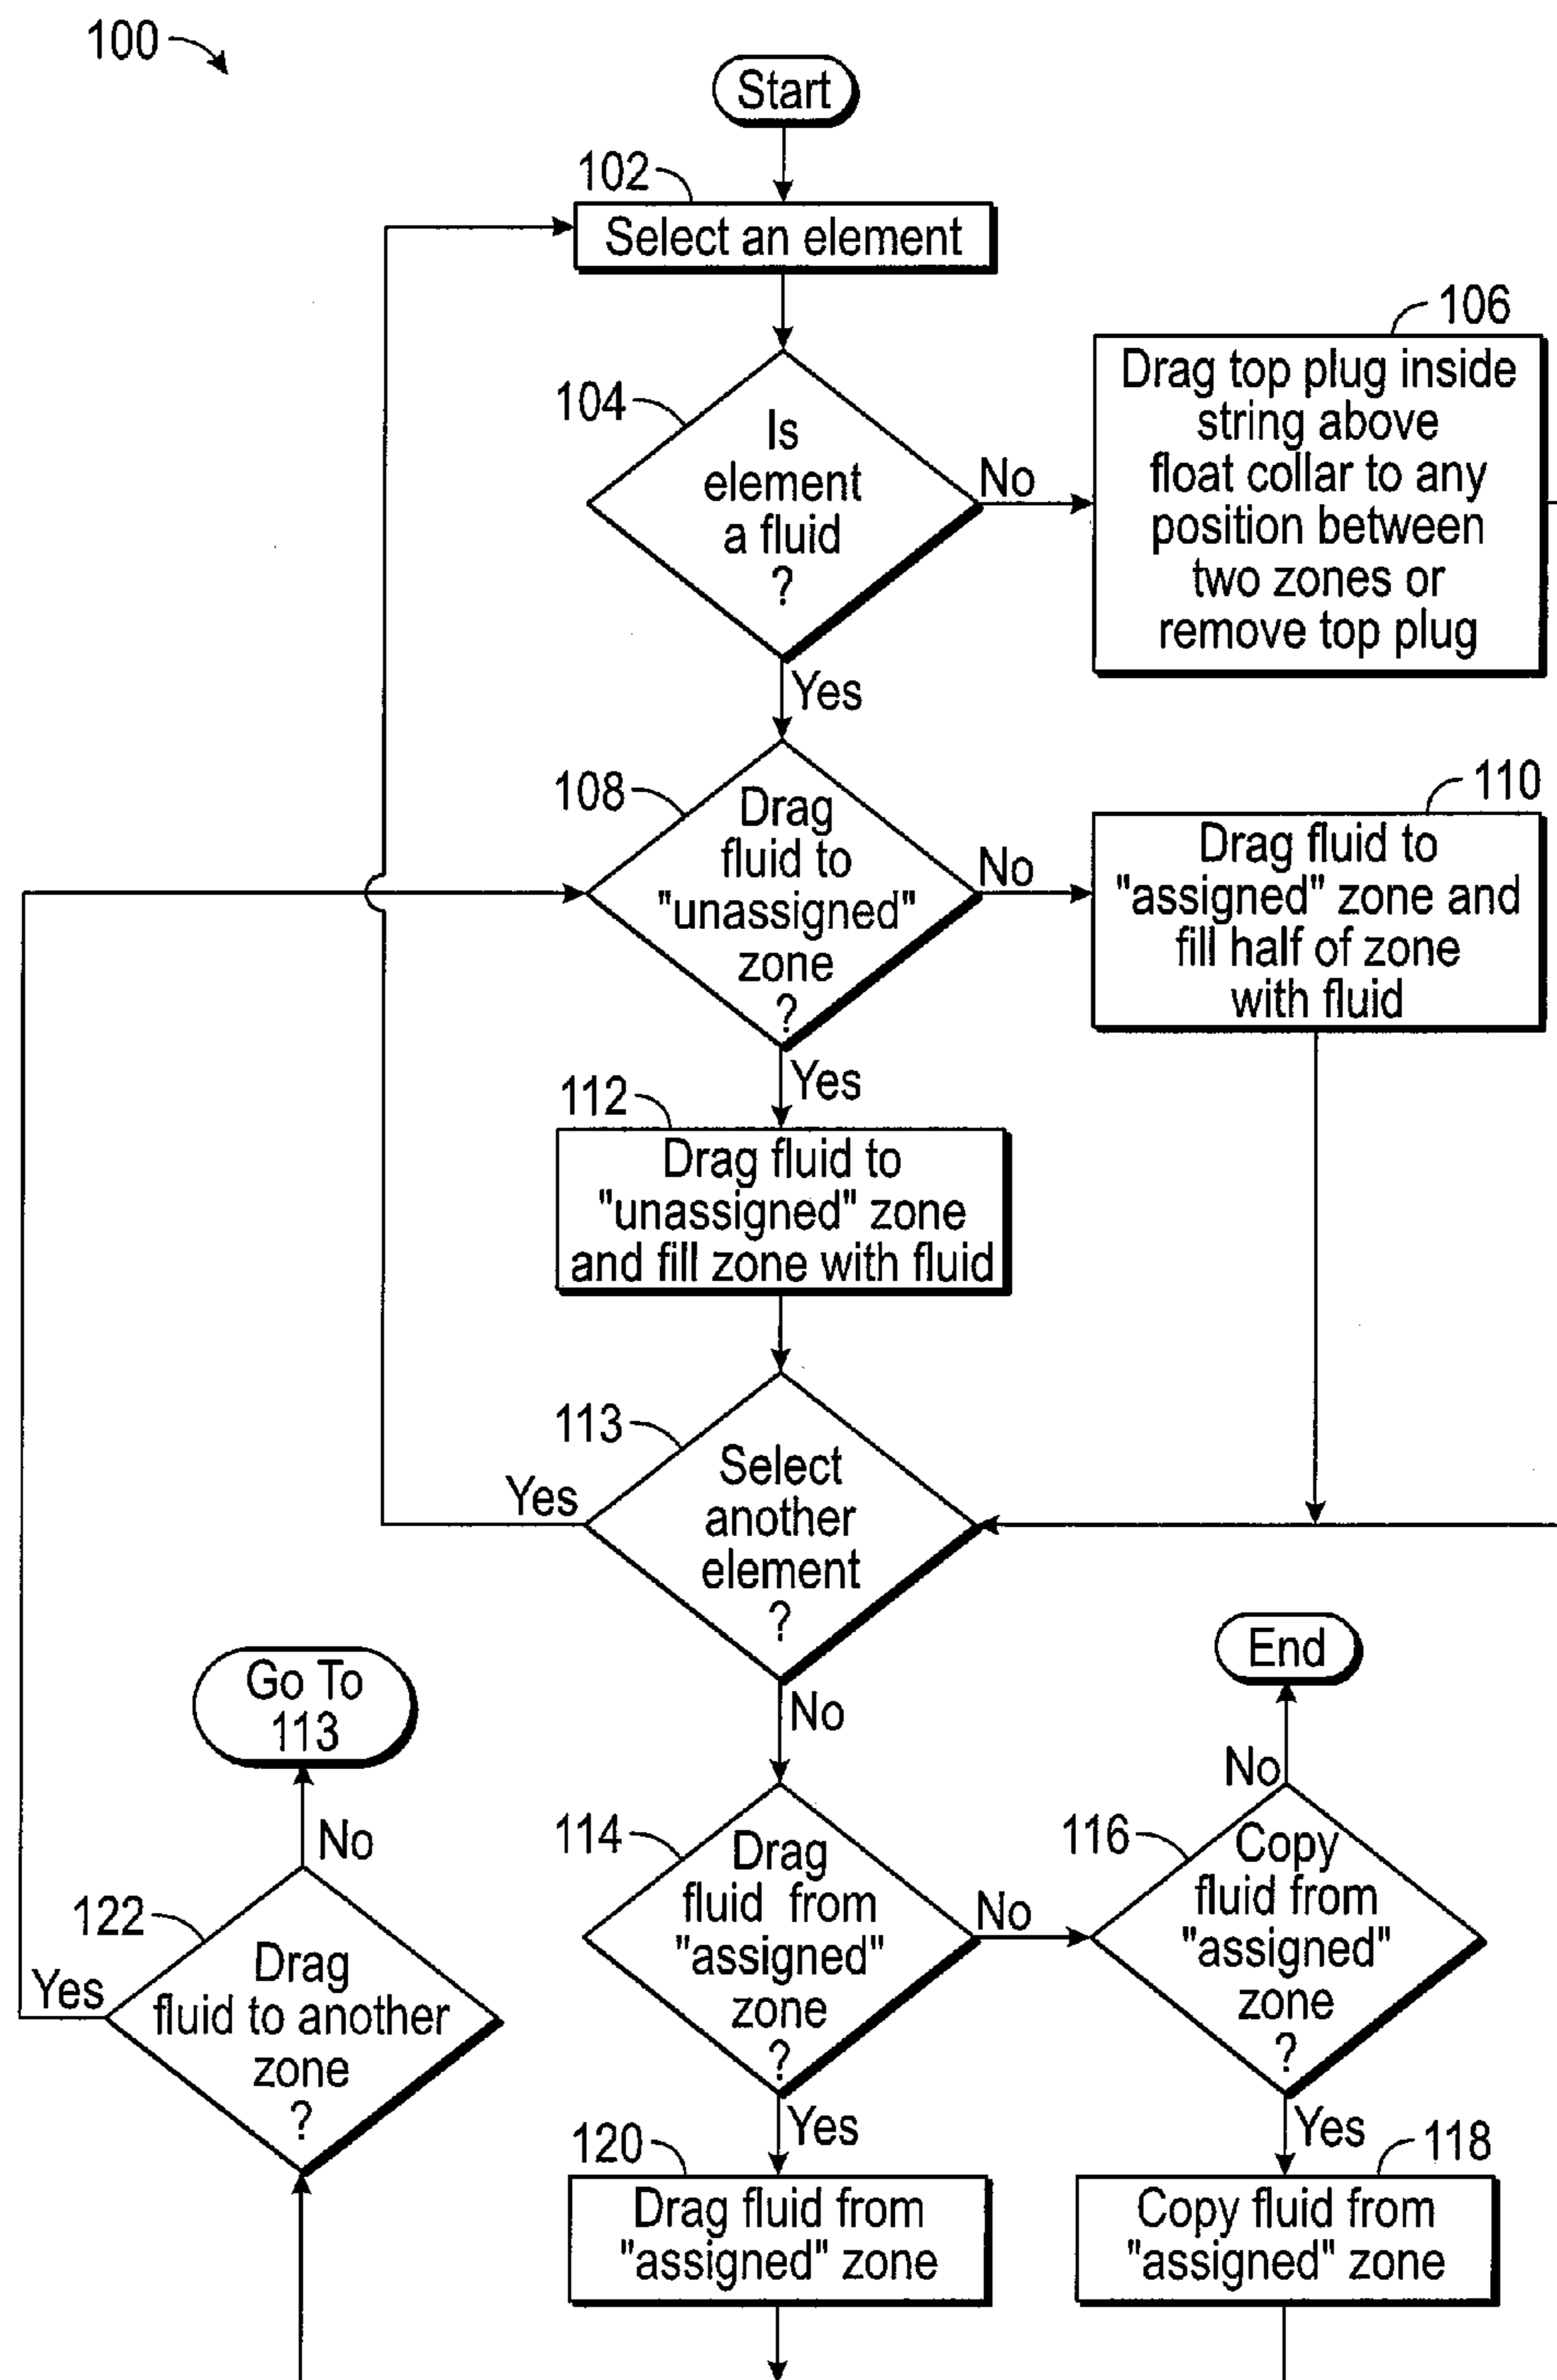 100
Start
102
Select an element
104
Is
element
a fluid
?
No
106
Drag top plug inside
string above
float collar to any
position between
two zones or
remove top plug
Yes
108
Drag
fluid to
"unassigned"
zone
?
No
110
Drag fluid to
"assigned" zone and
fill half of zone
with fluid
Yes
112
Drag fluid to
"unassigned" zone
and fill zone with fluid
113
Select
another
element
?
Yes
No
End
Go To
113
No
114
Drag
fluid from
"assigned"
zone
?
No
116
Copy
fluid from
"assigned"
zone
?
No
122
Drag
fluid to another
zone
?
Yes
Yes
120
Drag fluid from
"assigned" zone
Yes
118
Copy fluid from
"assigned" zone